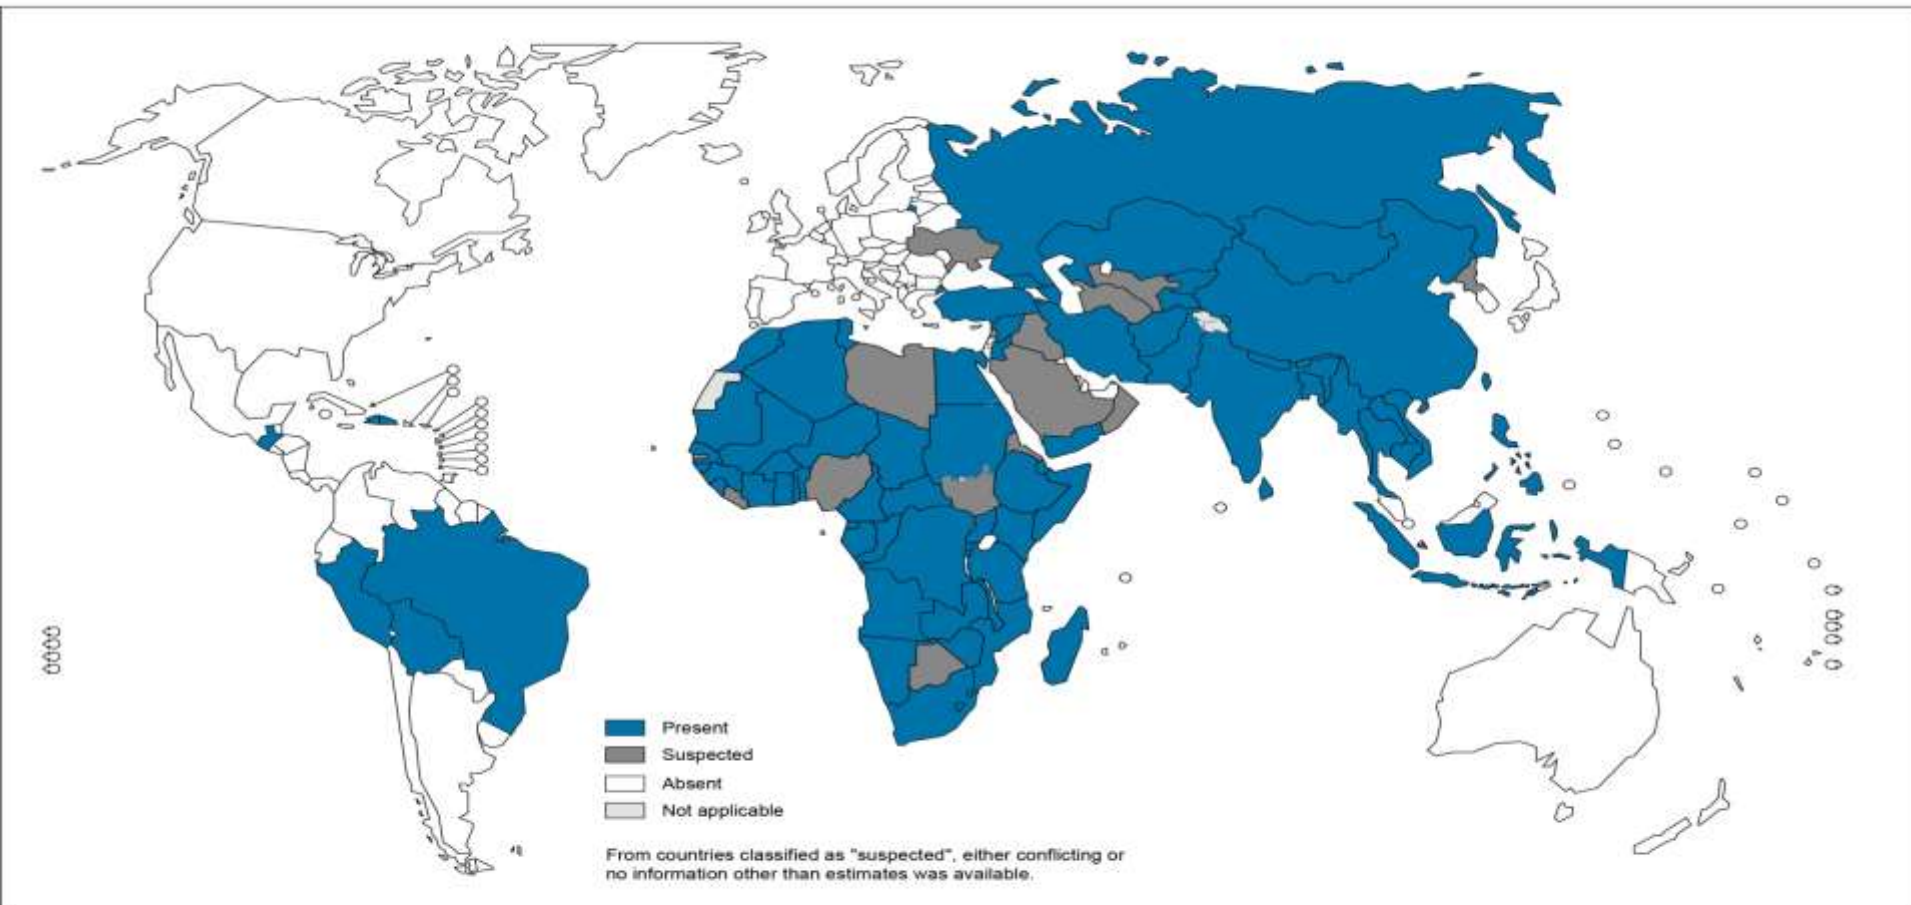 Present
Suspected
Absent
Not applicable
From countries classified as "suspected", either conflicting or
no information other than estimates was available.